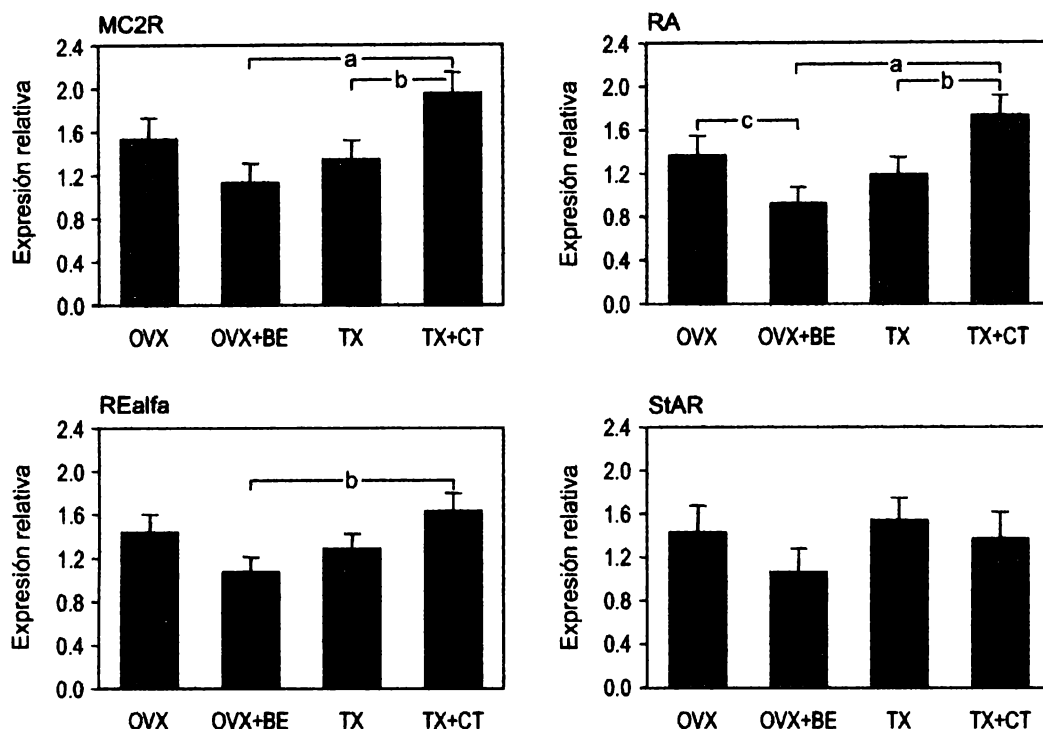 MC2R
Expresión relativa
2.4
2.0
1.6
1.2
0.8
0.4
0.0
a
b
OVX
OVX+BE
TX
TX+CT
RA
Expresión relativa
2.4
2.0
1.6
1.2
0.8
0.4
0.0
a
b
c
OVX
OVX+BE
TX
TX+CT
REalfa
Expresión relativa
2.4
2.0
1.6
1.2
0.8
0.4
0.0
b
OVX
OVX+BE
TX
TX+CT
StAR
Expresión relativa
2.4
2.0
1.6
1.2
0.8
0.4
0.0
OVX
OVX+BE
TX
TX+CT